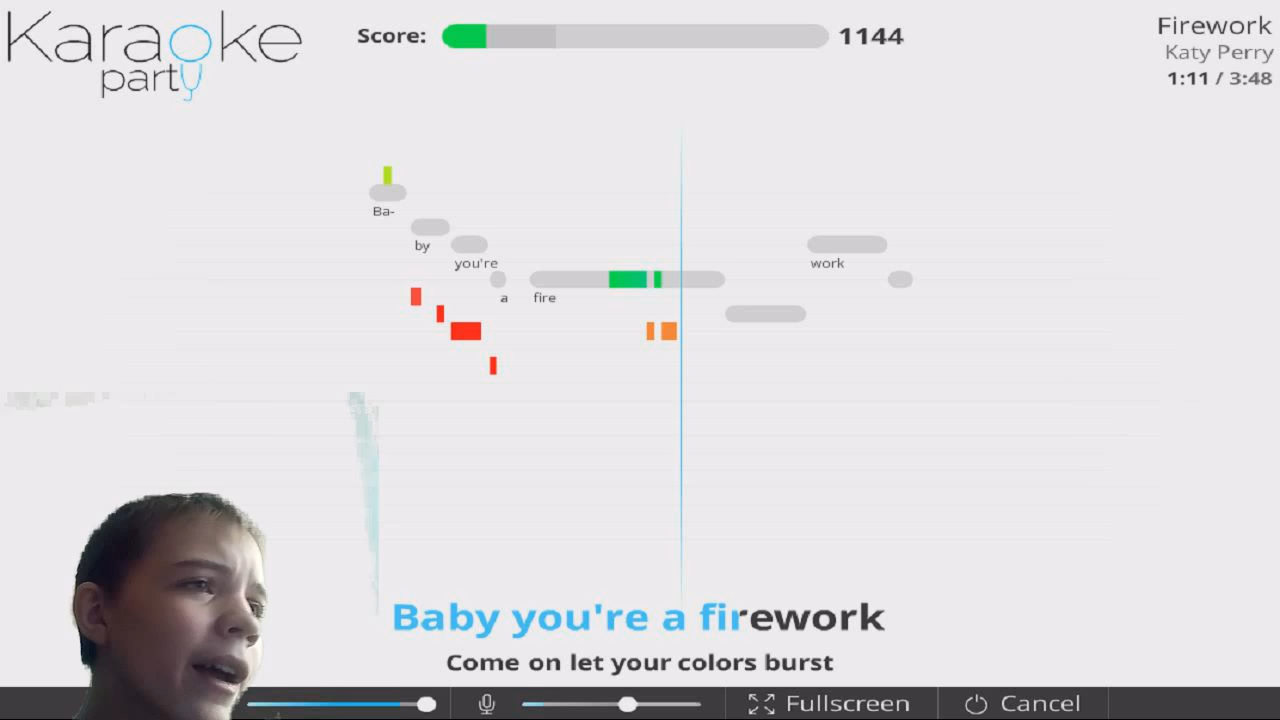 Karaoke
party
Score:
1144
Firework
Katy Perry
1:11 / 3:48
Ba-
by
you're
a
fire
work
Baby you're a firework
Come on let your colors burst
Fullscreen
Cancel